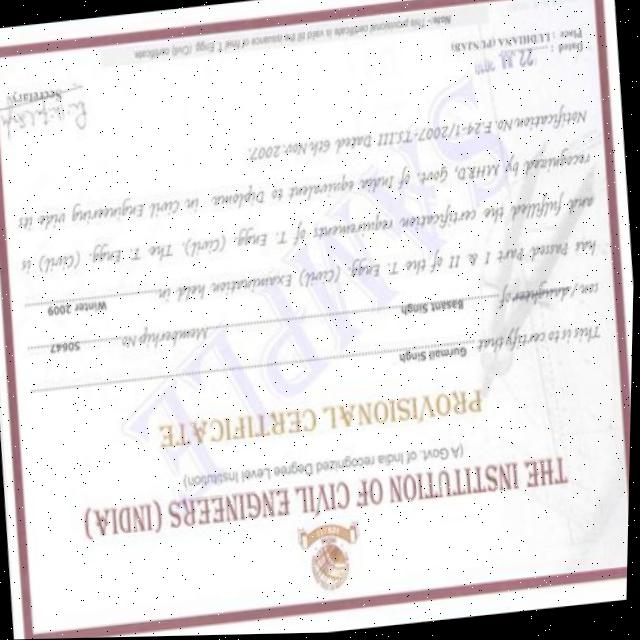 THE INSTITUTION OF CIVIL ENGINEERS (INDIA)
(A Govt. of India recognized Degree Level Institution)
PROVISIONAL CERTIFICATE
This is to certify that Gurmail Singh
son / daughter of Basant Singh Membership No. 50647
has Passed Part I & II of the T. Engg. (Civil) Examination held in Winter 2009
and fulfilled the certification requirements of T. Engg. (Civil). The T. Engg. (Civil) is
recognized by MHRD, govt. of India equivalent to Diploma in Civil Engineering vide its
Notification No. F.24-1/2007-TS.III Dated 6th Nov. 2007
Dated :
Place : LUDHIANA (PUNJAB)
Secretary
Note :- This provisional certificate is valid till the issuance of final T. Engg. (Civil) certificate
SAMPLE